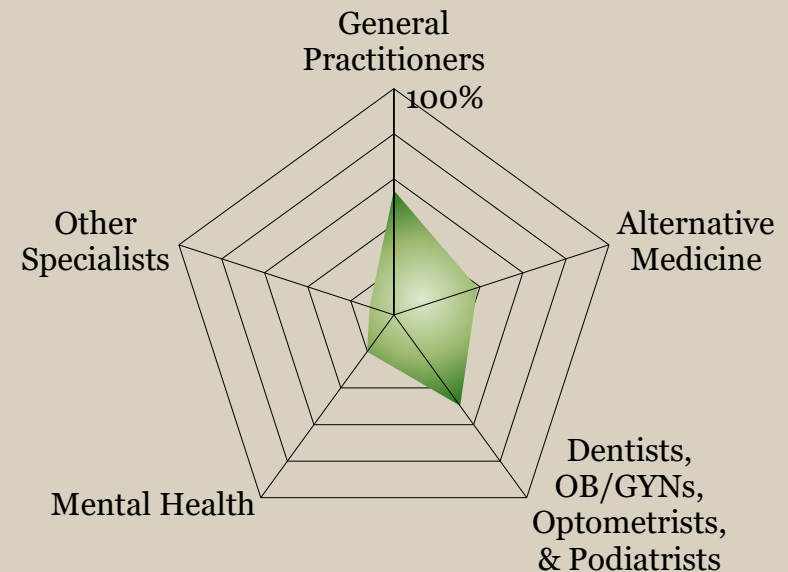 General
Practitioners
100%
Other
Specialists
Alternative
Medicine
Mental Health
Dentists,
OB/GYNs,
Optometrists,
& Podiatrists